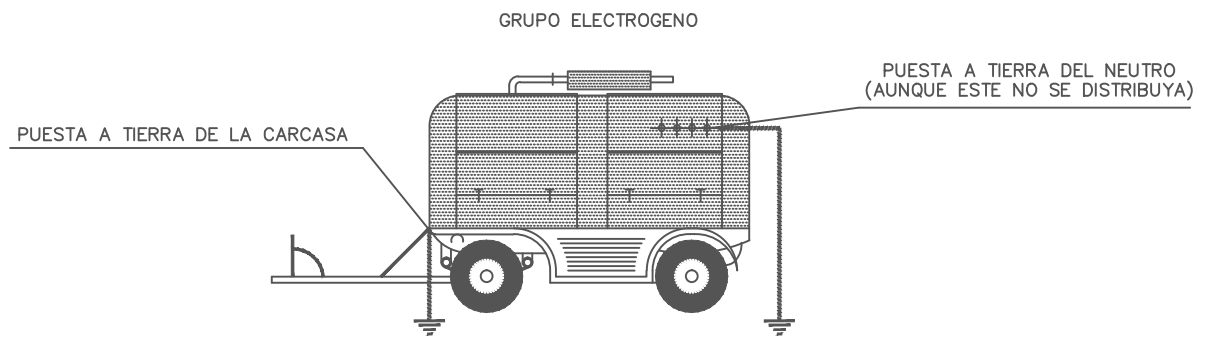 GRUPO ELECTROGENO
PUESTA A TIERRA DEL NEUTRO
(AUNQUE ESTE NO SE DISTRIBUYA)
PUESTA A TIERRA DE LA CARCASA